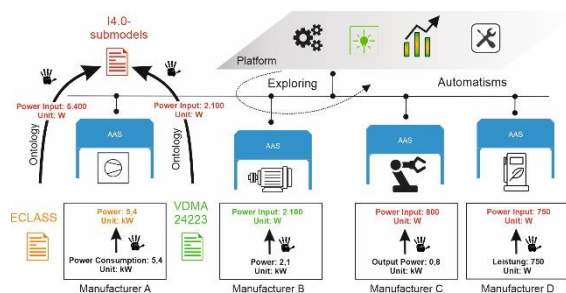 I4.0-
submodels
Platform
Exploring
Automatisms
Power Input: 5.400
Unit: W
Power Input: 2.100
Unit: W
Ontology
Ontology
AAS
AAS
AAS
AAS
ECLASS
VDMA
24223
Power: 5,4
Unit: kW
Power Consumption: 5,4
Unit: kW
Manufacturer A
Power Input: 2.100
Unit: W
Power: 2,1
Unit: kW
Manufacturer B
Power Input: 800
Unit: W
Output Power: 0,8
Unit: kW
Manufacturer C
Power Input: 750
Unit: W
Leistung: 750
Unit: W
Manufacturer D